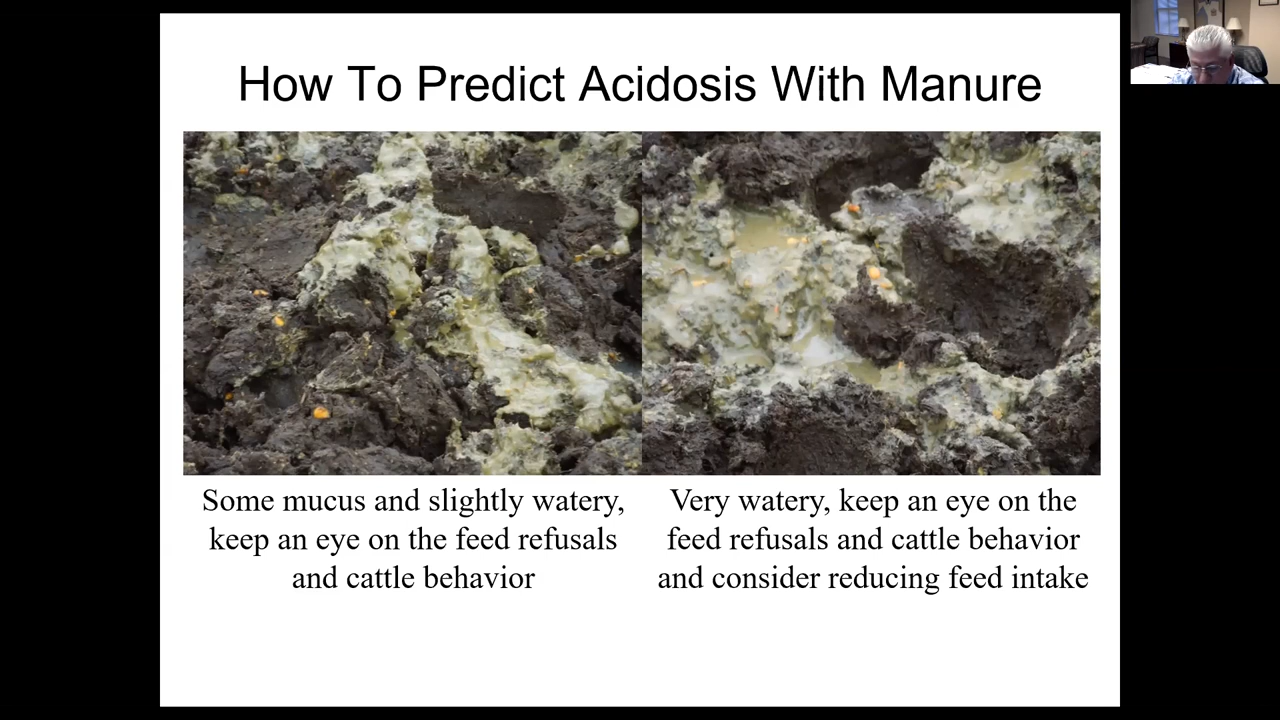 How To Predict Acidosis With Manure
Some mucus and slightly watery,
keep an eye on the feed refusals
and cattle behavior
Very watery, keep an eye on the
feed refusals and cattle behavior
and consider reducing feed intake